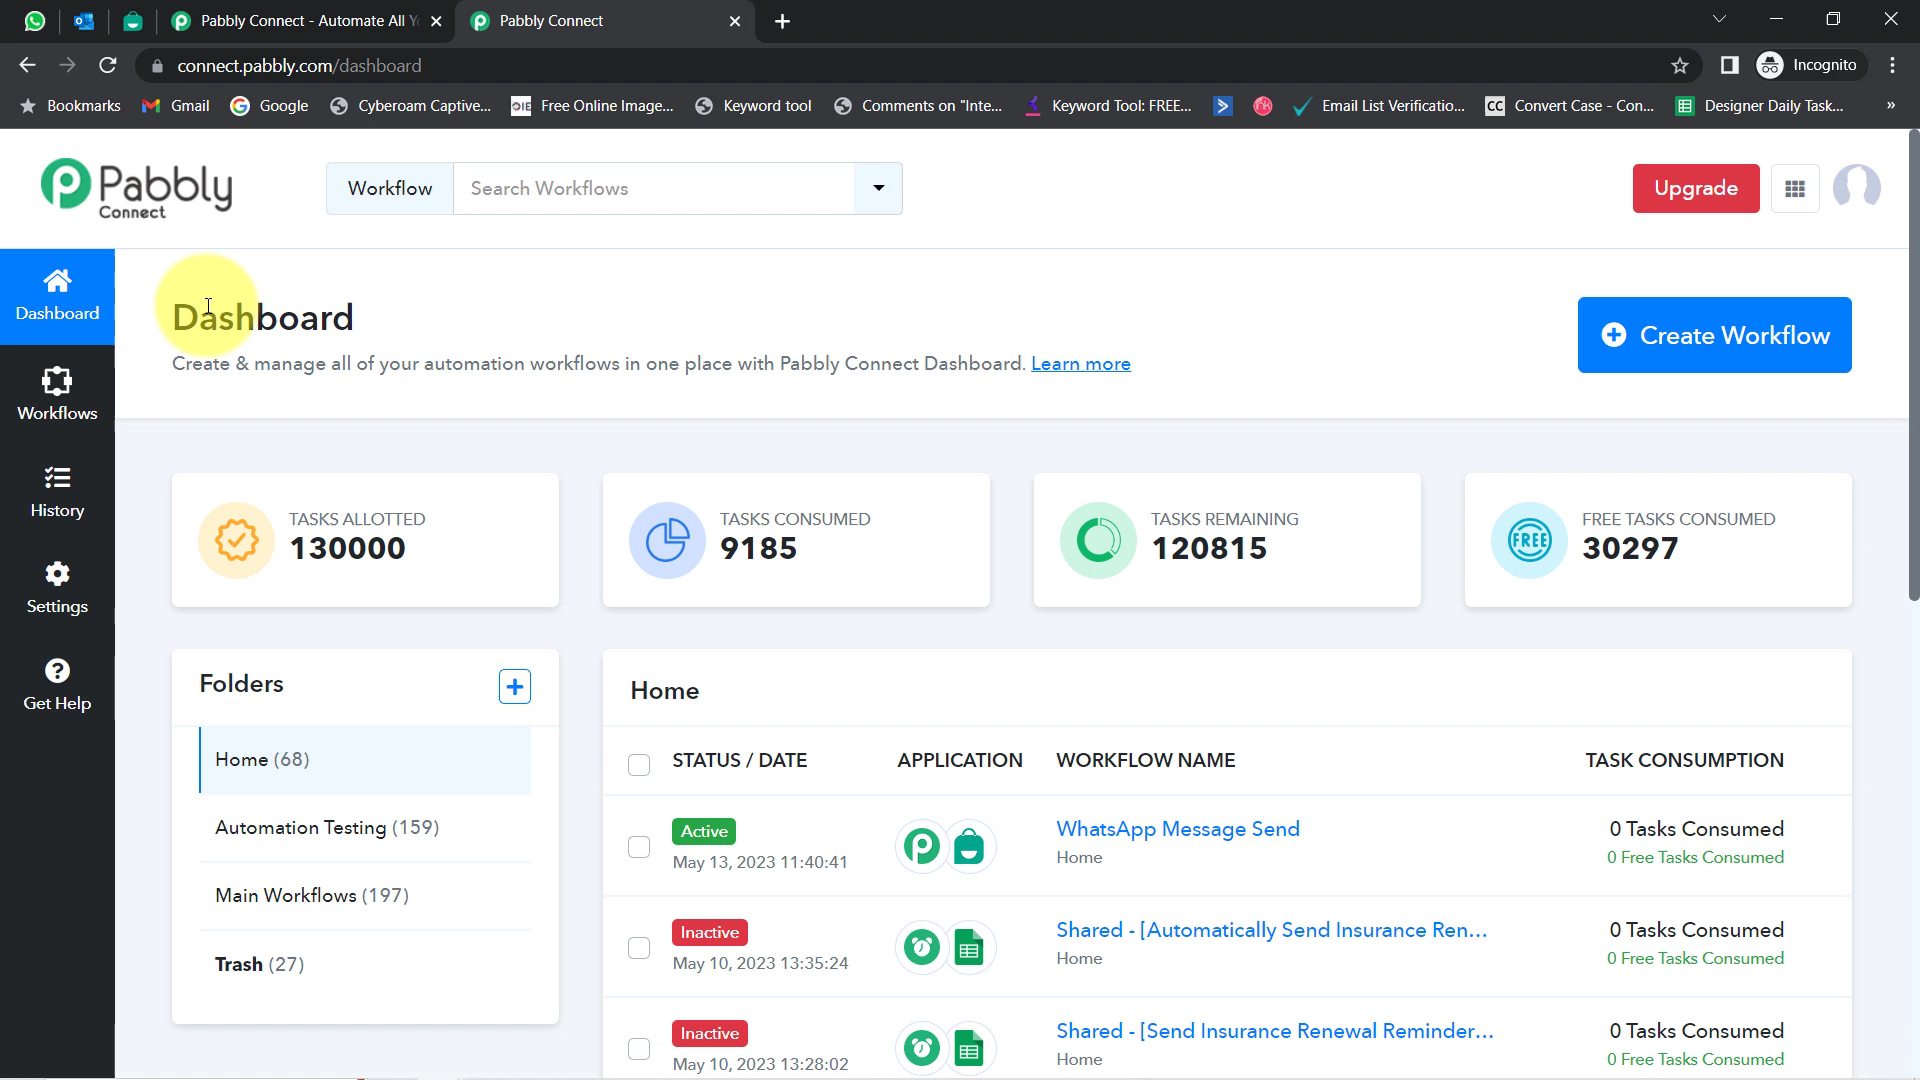 Pabbly Connect - Automate All Y
Pabbly Connect
connect.pabbly.com/dashboard
Incognito
Bookmarks
Gmail
Google
Cyberoam Captive...
OIE
Free Online Image...
Keyword tool
Comments on "Inte...
Keyword Tool: FREE...
Email List Verificatio...
CC
Convert Case - Con...
Designer Daily Task...
Pabbly
Connect
Workflow
Search Workflows
Upgrade
Dashboard
Workflows
History
Settings
Get Help
Dashboard
Create & manage all of your automation workflows in one place with Pabbly Connect Dashboard. Learn more
Create Workflow
TASKS ALLOTTED
130000
TASKS CONSUMED
9185
TASKS REMAINING
120815
FREE
FREE TASKS CONSUMED
30297
Folders
Home (68)
Automation Testing (159)
Main Workflows (197)
Trash (27)
Home
STATUS / DATE APPLICATION WORKFLOW NAME TASK CONSUMPTION
Active WhatsApp Message Send 0 Tasks Consumed
May 13, 2023 11:40:41 Home 0 Free Tasks Consumed
Inactive Shared - [Automatically Send Insurance Ren... 0 Tasks Consumed
May 10, 2023 13:35:24 Home 0 Free Tasks Consumed
Inactive Shared - [Send Insurance Renewal Reminder... 0 Tasks Consumed
May 10, 2023 13:28:02 Home 0 Free Tasks Consumed